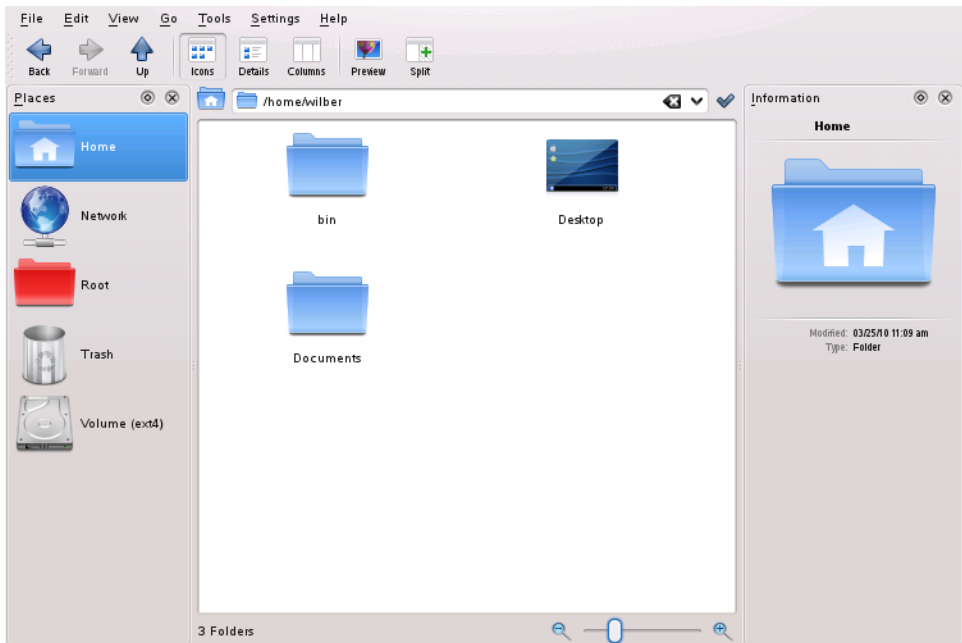 File Edit View Go Tools Settings Help
Back Forward Up Icons Details Columns Preview Split
Places
Home
Network
Root
Trash
Volume (ext4)
/home/wilber
bin
Desktop
Documents
3 Folders
Information
Home
Modified: 03/25/10 11:09 am
Type: Folder